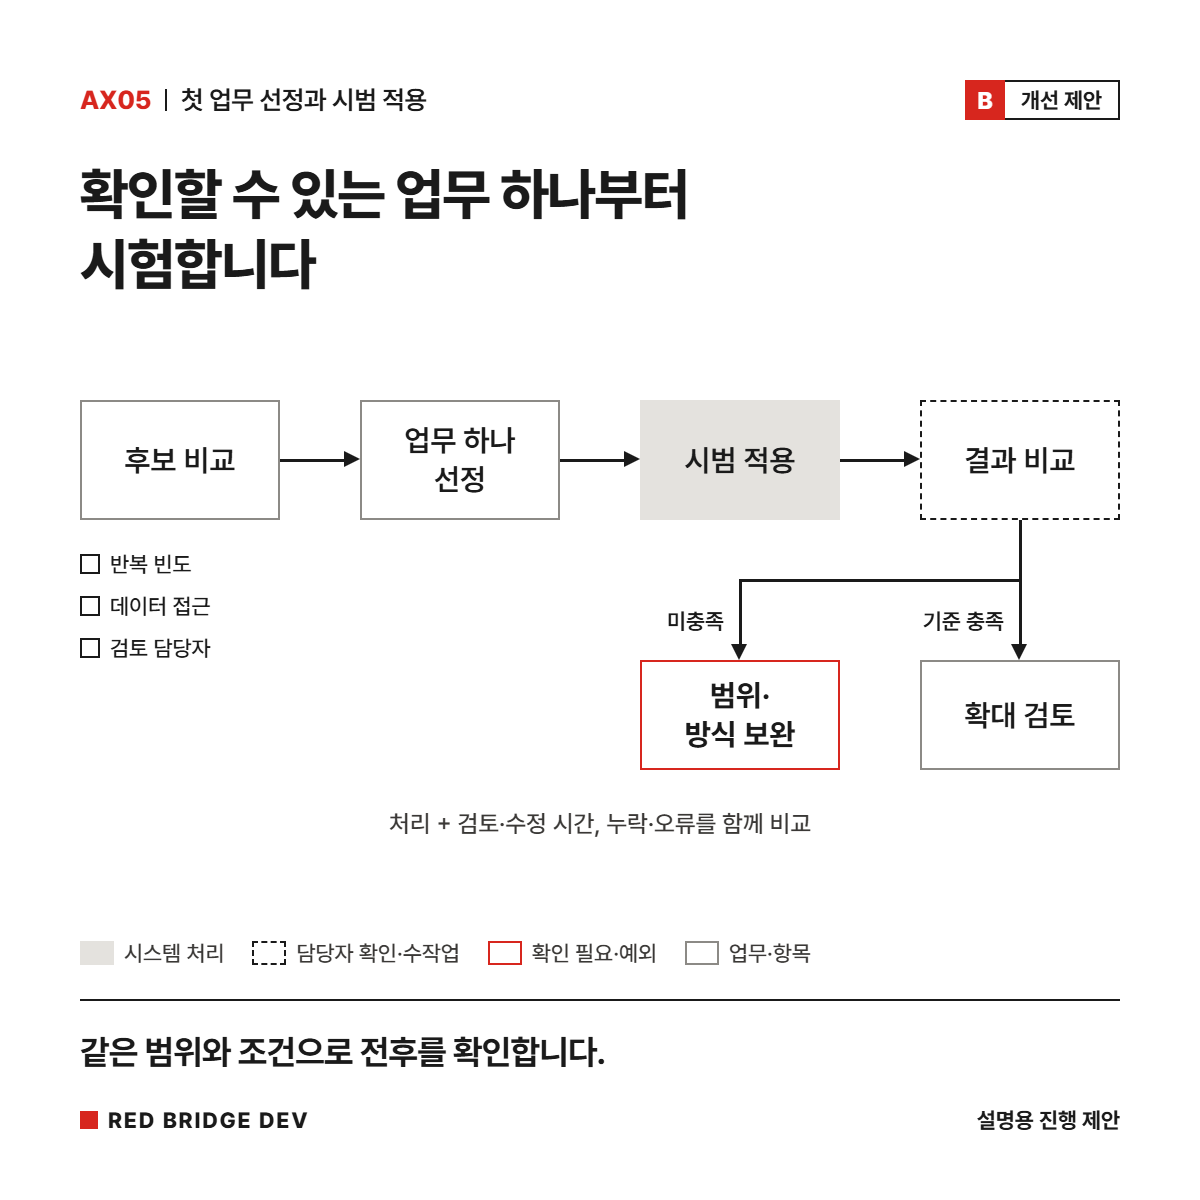 AX05 | 첫 업무 선정과 시범 적용
B 개선 제안
확인할 수 있는 업무 하나부터
시험합니다
후보 비교
업무 하나
선정
시범 적용
결과 비교
반복 빈도
데이터 접근
검토 담당자
미충족
기준 충족
범위·
방식 보완
확대 검토
처리 + 검토·수정 시간, 누락·오류를 함께 비교
시스템 처리
담당자 확인·수작업
확인 필요·예외
업무·항목
같은 범위와 조건으로 전후를 확인합니다.
RED BRIDGE DEV
설명용 진행 제안